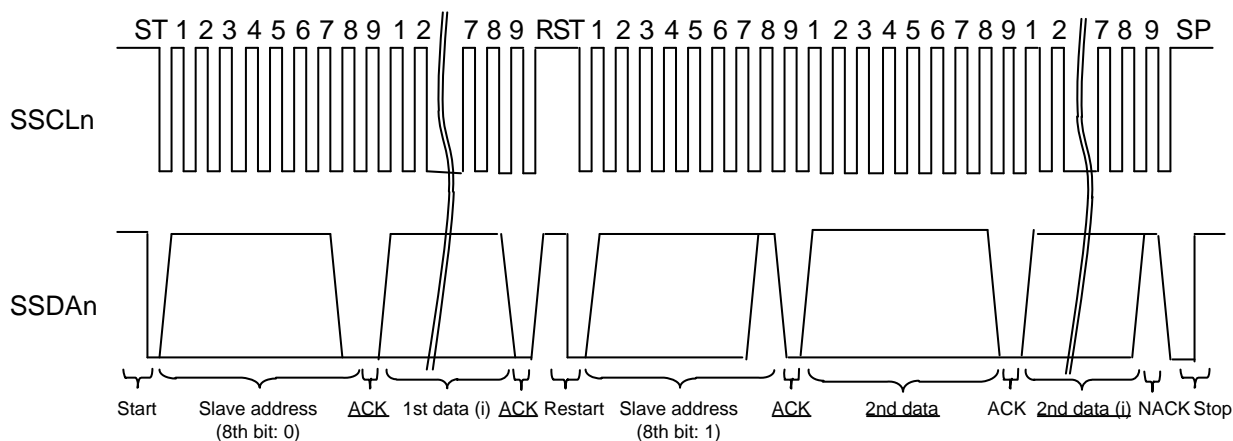 ST 1 2 3 4 5 6 7 8 9 1 2 7 8 9 RST 1 2 3 4 5 6 7 8 9 1 2 3 4 5 6 7 8 9 1 2 7 8 9 SP
SSCLn
SSDAn
Start Slave address ACK 1st data (i) ACK Restart Slave address ACK 2nd data ACK 2nd data (j) NACK Stop
(8th bit: 0) (8th bit: 1)